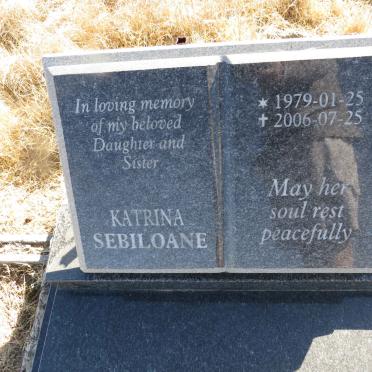 In loving memory
of my beloved
Daughter and
Sister
KATRINA
SEBILOANE
✶ 1979-01-25
✝ 2006-07-25
May her
soul rest
peacefully